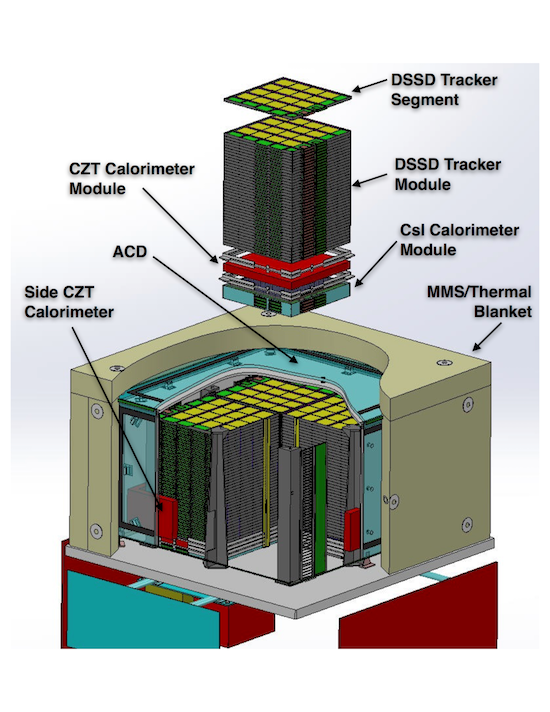 DSSD Tracker
Segment
CZT Calorimeter
Module
DSSD Tracker
Module
ACD
CsI Calorimeter
Module
Side CZT
Calorimeter
MMS/Thermal
Blanket